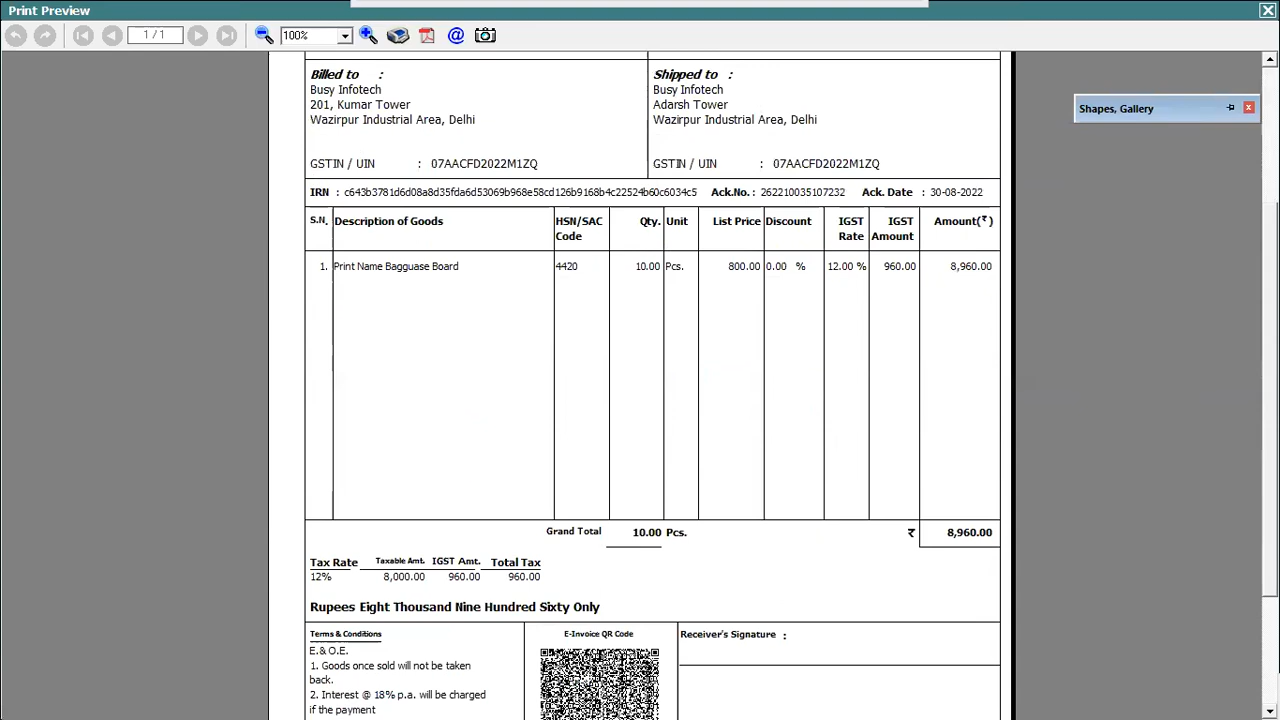 Print Preview
1 / 1
100%
Shapes, Gallery
Billed to :
Busy Infotech
201, Kumar Tower
Wazirpur Industrial Area, Delhi
GSTIN / UIN : 07AACFD2022M1ZQ
Shipped to :
Busy Infotech
Adarsh Tower
Wazirpur Industrial Area, Delhi
GSTIN / UIN : 07AACFD2022M1ZQ
IRN : c643b3781d6d08a8d35fda6d53069b968e58cd126b9168b4c22524b60c6034c5 Ack.No. : 262210035107232 Ack. Date : 30-08-2022
S.N. Description of Goods HSN/SAC Code Qty. Unit List Price Discount IGST Rate IGST Amount Amount(₹)
1. Print Name Bagguase Board 4420 10.00 Pcs. 800.00 0.00 % 12.00 % 960.00 8,960.00
Grand Total 10.00 Pcs. ₹ 8,960.00
Tax Rate Taxable Amt. IGST Amt. Total Tax
12% 8,000.00 960.00 960.00
Rupees Eight Thousand Nine Hundred Sixty Only
Terms & Conditions
E.& O.E.
1. Goods once sold will not be taken
back.
2. Interest @ 18% p.a. will be charged
if the payment
E-Invoice QR Code
Receiver's Signature :